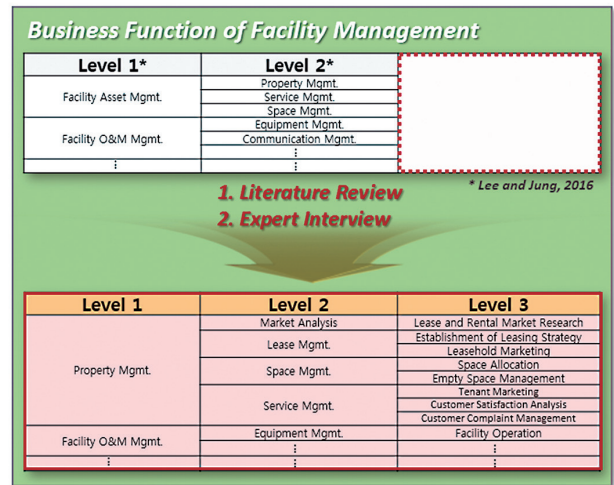 Business Function of Facility Management
Level 1* Level 2*
Facility Asset Mgmt. Property Mgmt.
Service Mgmt.
Space Mgmt.
Facility O&M Mgmt. Equipment Mgmt.
Communication Mgmt.
⋮
⋮ ⋮
* Lee and Jung, 2016
1. Literature Review
2. Expert Interview
Level 1 Level 2 Level 3
Property Mgmt. Market Analysis Lease and Rental Market Research
Lease Mgmt. Establishment of Leasing Strategy
Leasehold Marketing
Space Mgmt. Space Allocation
Empty Space Management
Service Mgmt. Tenant Marketing
Customer Satisfaction Analysis
Customer Complaint Management
Facility O&M Mgmt. Equipment Mgmt. Facility Operation
⋮ ⋮
⋮ ⋮ ⋮